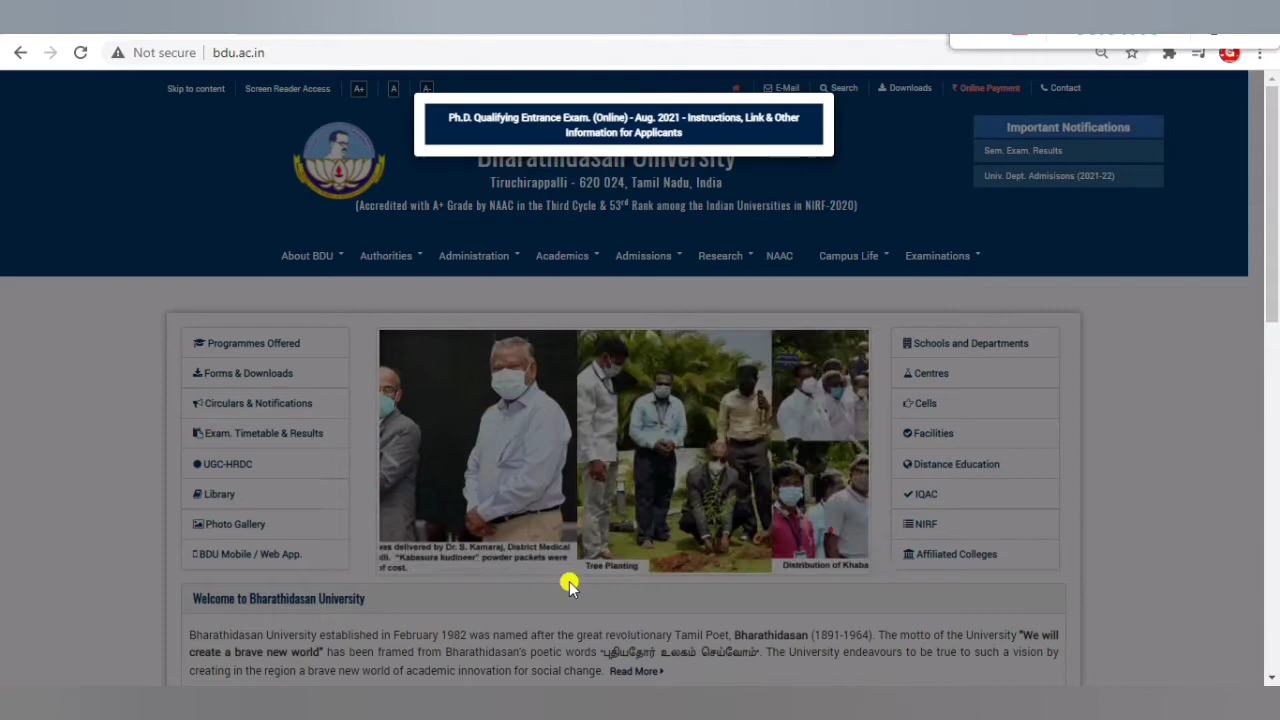 Not secure
bdu.ac.in
Skip to content
Screen Reader Access
A+
A
A-
E-Mail
Search
Downloads
₹ Online Payment
Contact
Ph.D. Qualifying Entrance Exam. (Online) - Aug. 2021 - Instructions, Link & Other
Information for Applicants
Bharathidasan University
Tiruchirappalli - 620 024, Tamil Nadu, India
(Accredited with A+ Grade by NAAC in the Third Cycle & 53rd Rank among the Indian Universities in NIRF-2020)
Important Notifications
Sem. Exam. Results
Univ. Dept. Admisisons (2021-22)
About BDU
Authorities
Administration
Academics
Admissions
Research
NAAC
Campus Life
Examinations
Programmes Offered
Forms & Downloads
Circulars & Notifications
Exam. Timetable & Results
UGC-HRDC
Library
Photo Gallery
BDU Mobile / Web App.
was delivered by Dr. S. Kamaraj, District Medical
"Kabasura kudineer" powder packets were
of cost.
Tree Planting
Distribution of Khaba
Schools and Departments
Centres
Cells
Facilities
Distance Education
IQAC
NIRF
Affiliated Colleges
Welcome to Bharathidasan University
Bharathidasan University established in February 1982 was named after the great revolutionary Tamil Poet, Bharathidasan (1891-1964). The motto of the University "We will
create a brave new world" has been framed from Bharathidasan's poetic words "புதியதோர் உலகம் செய்வோம்". The University endeavours to be true to such a vision by
creating in the region a brave new world of academic innovation for social change. Read More